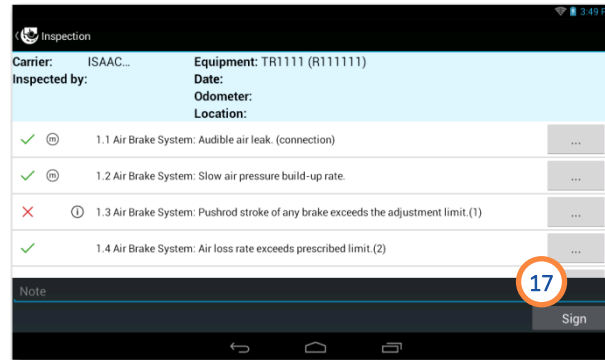 3:49 P
Inspection
Carrier: ISAAC... Equipment: TR1111 (R111111)
Inspected by: Date:
Odometer:
Location:
m 1.1 Air Brake System: Audible air leak. (connection) ...
m 1.2 Air Brake System: Slow air pressure build-up rate. ...
i 1.3 Air Brake System: Pushrod stroke of any brake exceeds the adjustment limit.(1) ...
1.4 Air Brake System: Air loss rate exceeds prescribed limit.(2) ...
17
Note
Sign